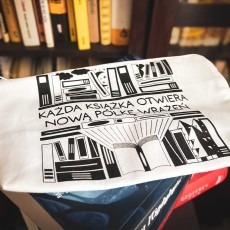 KAŻDA KSIĄŻKA OTWIERA
NOWĄ PÓŁKĘ WRAŻEŃ